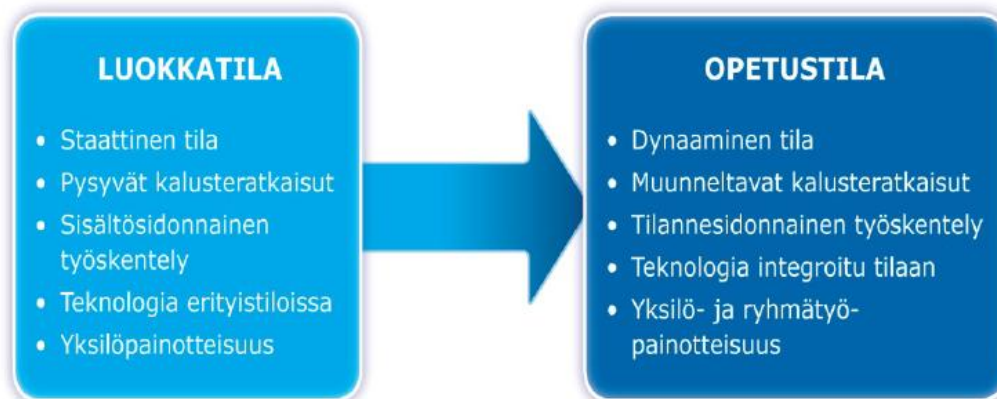 LUOKKATILA
• Staattinen tila
• Pysyvät kalusteratkaisut
• Sisältösidonnainen
työskentely
• Teknologia erityistiloissa
• Yksilöpainotteisuus
OPETUSTILA
• Dynaaminen tila
• Muunneltavat kalusteratkaisut
• Tilannesidonnainen työskentely
• Teknologia integroitu tilaan
• Yksilö- ja ryhmätyö-
painotteisuus